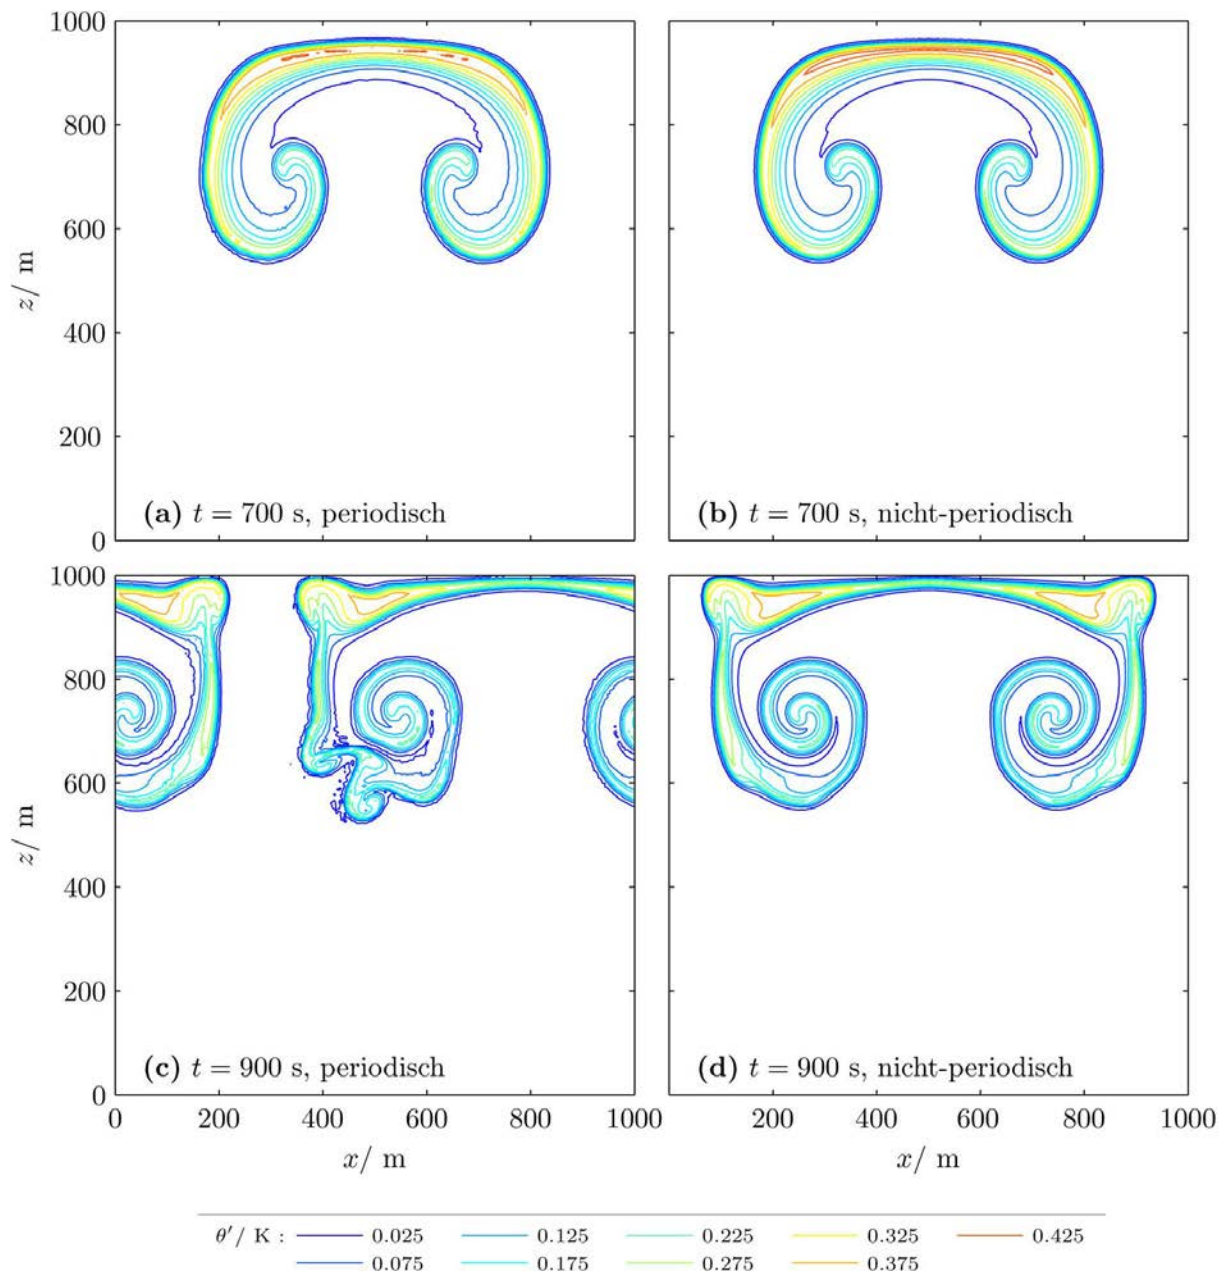 1000
800
600
400
200
0
z/ m
(a) t = 700 s, periodisch
(b) t = 700 s, nicht-periodisch
1000
800
600
400
200
0
z/ m
(c) t = 900 s, periodisch
(d) t = 900 s, nicht-periodisch
0 200 400 600 800 1000
200 400 600 800 1000
x/ m
x/ m
θ′/ K : 0.025 0.125 0.225 0.325 0.425
0.075 0.175 0.275 0.375